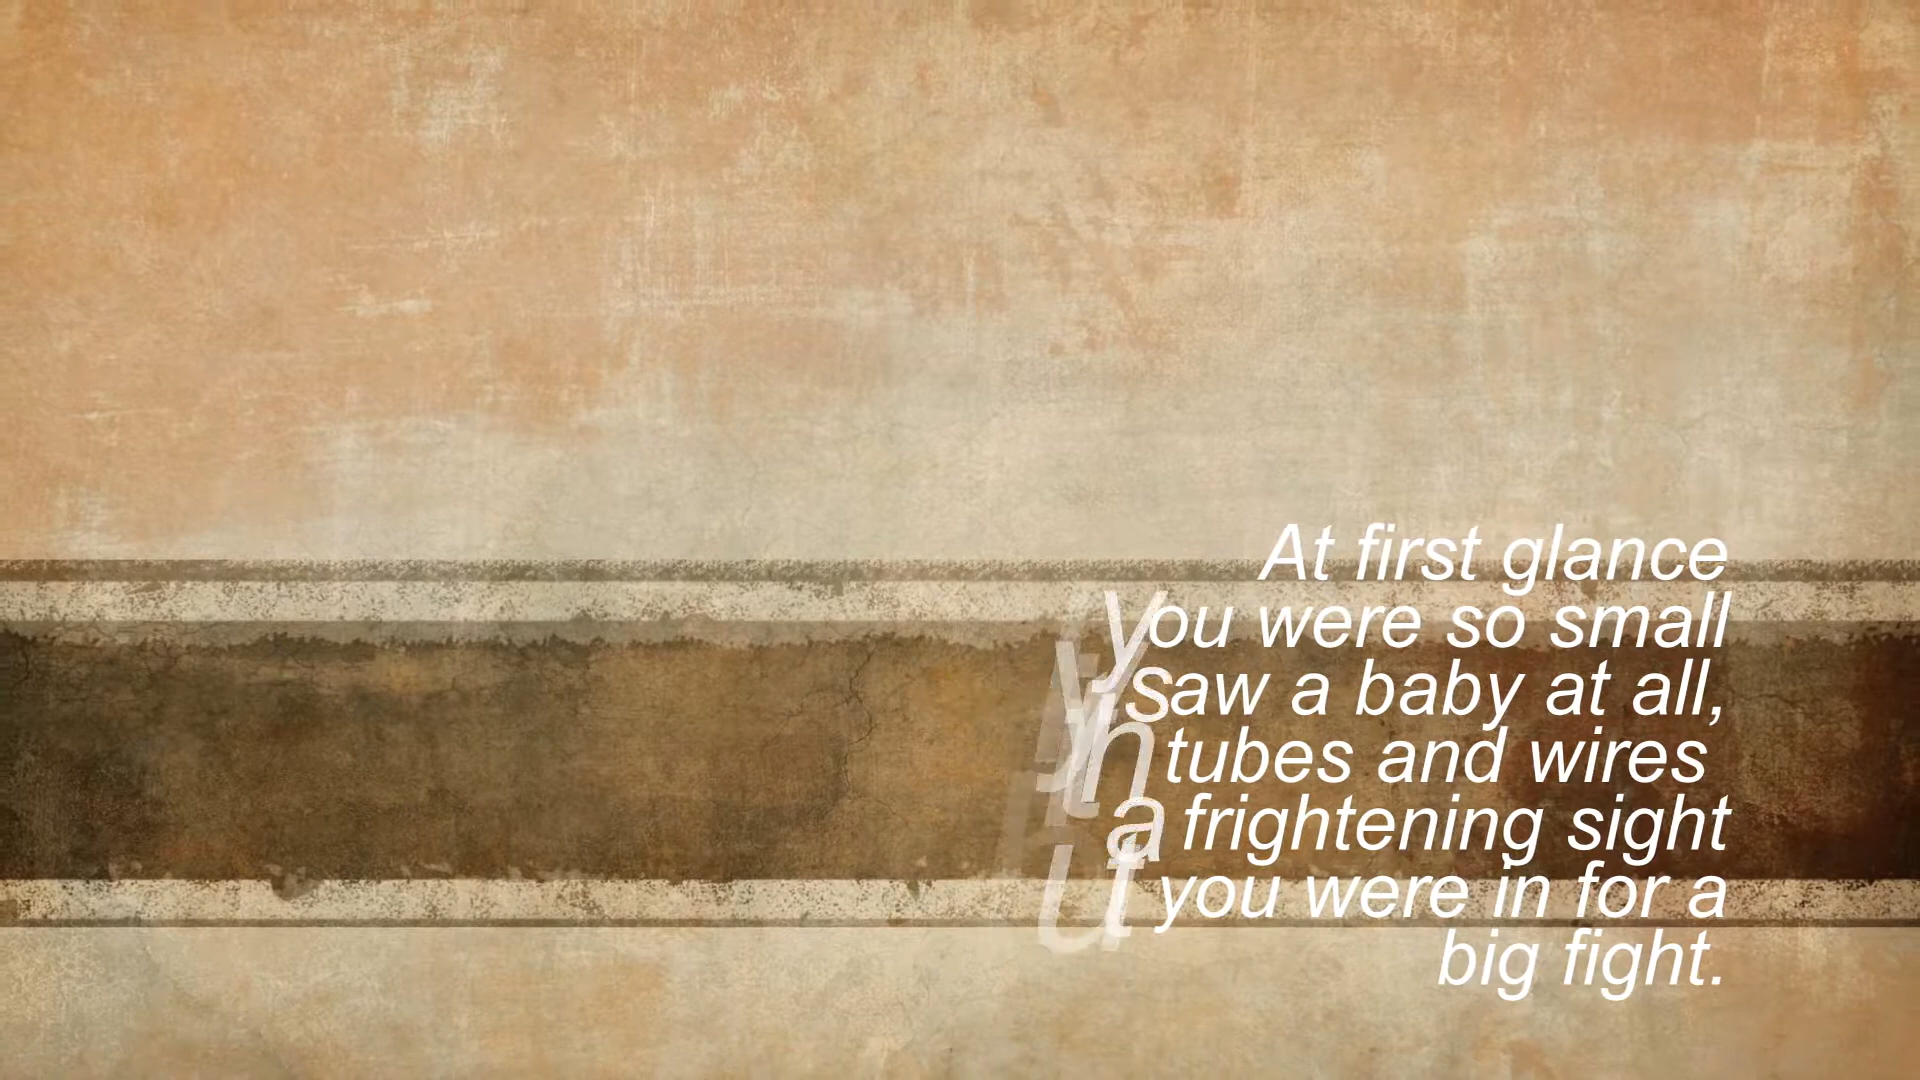 At first glance
you were so small
saw a baby at all,
tubes and wires
a frightening sight
you were in for a
big fight.